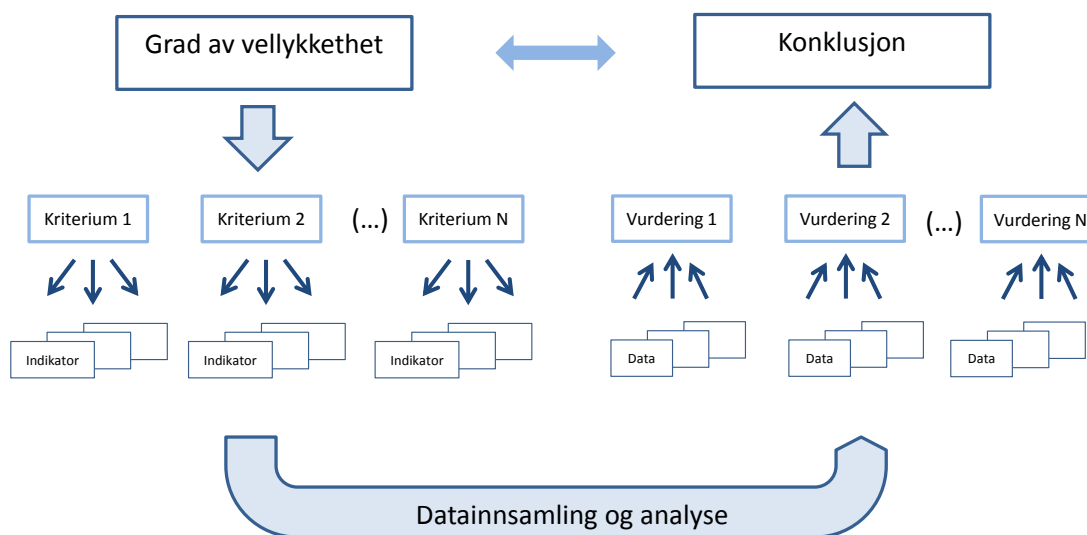 Grad av vellykkethet
Konklusjon
Kriterium 1
Kriterium 2
(...)
Kriterium N
Vurdering 1
Vurdering 2
(...)
Vurdering N
Indikator
Indikator
Indikator
Data
Data
Data
Datainnsamling og analyse